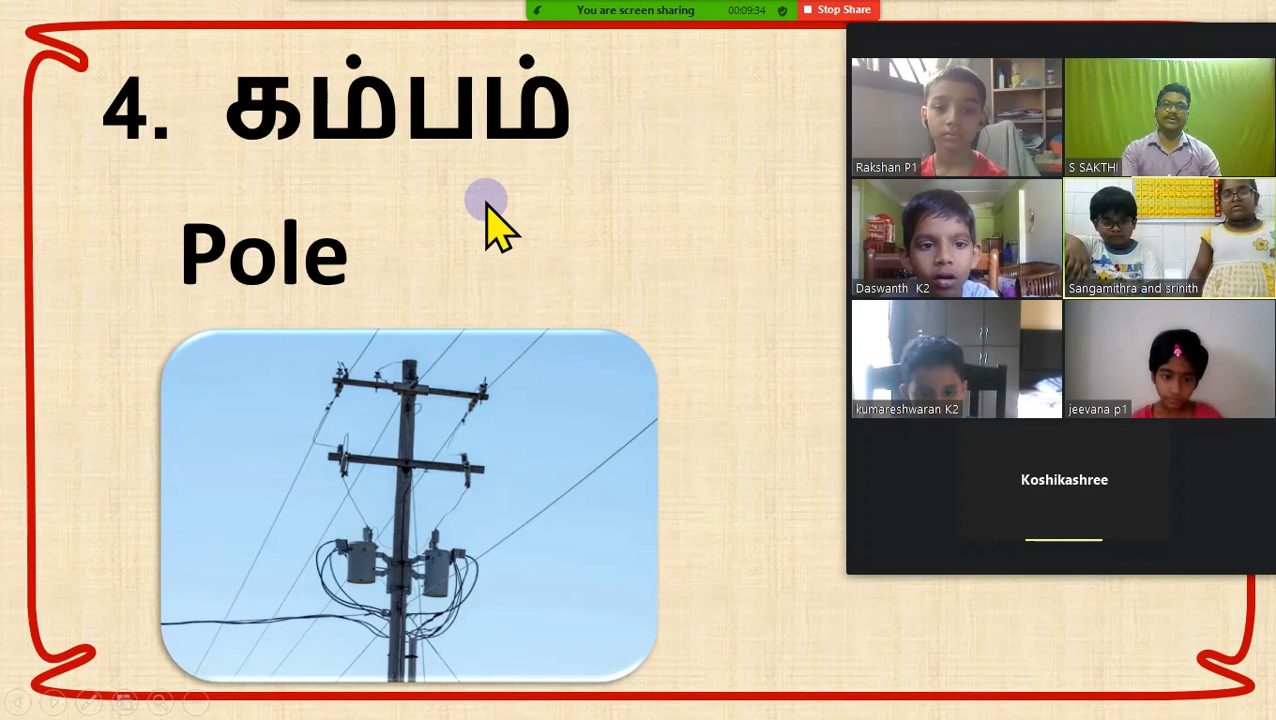 You are screen sharing 00:09:34 Stop Share
4. கம்பம்
Pole
Rakshan P1
S SAKTHI
Daswanth K2
Sangamithra and srinith
kumareshwaran K2
jeevana p1
Koshikashree